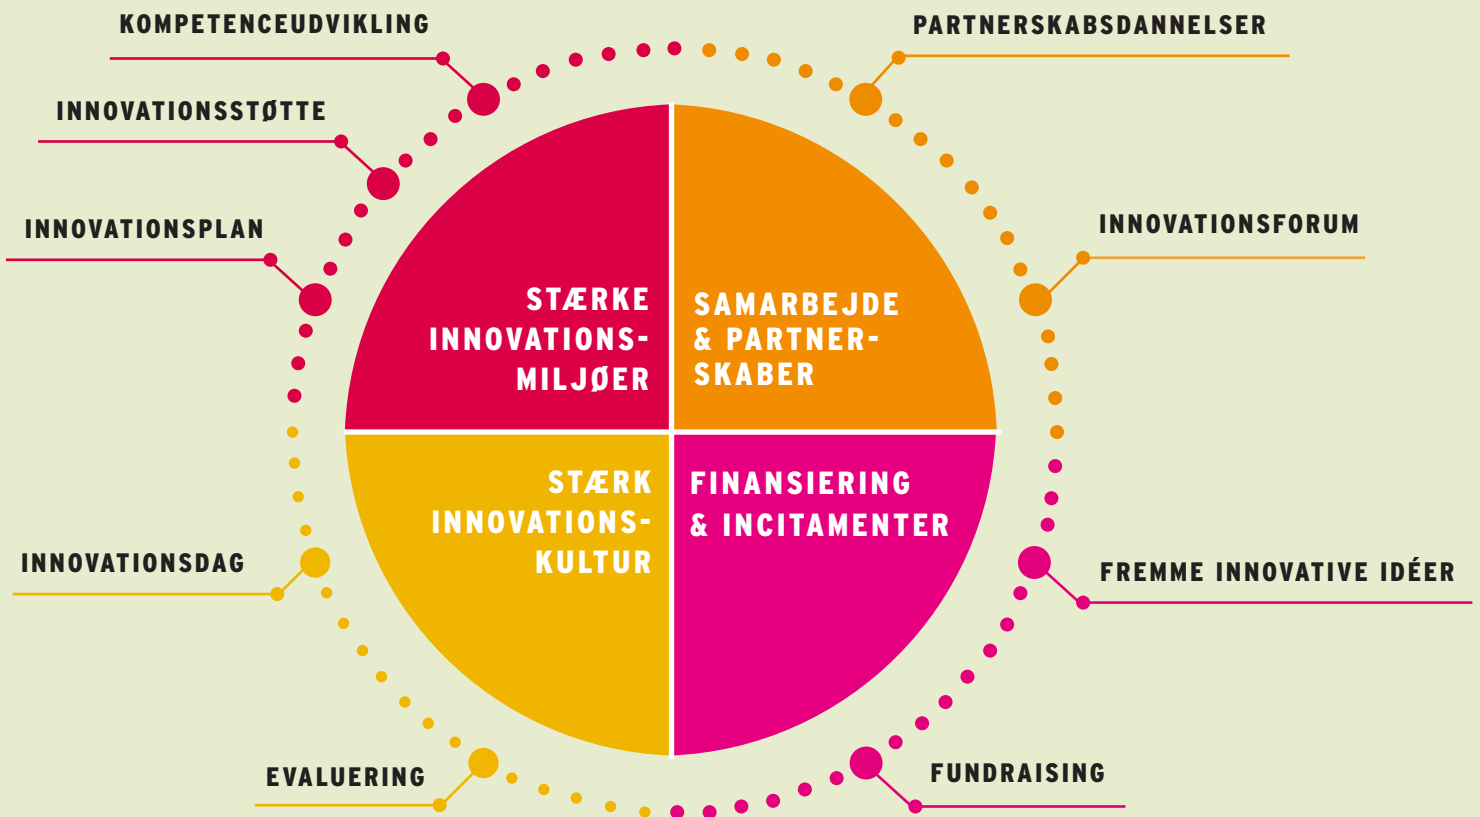 KOMPETENCEUDVIKLING
PARTNERSKABSDANNELSER
INNOVATIONSSTØTTE
INNOVATIONSPLAN
INNOVATIONSFORUM
STÆRKE
INNOVATIONS-
MILJØER
SAMARBEJDE
& PARTNER-
SKABER
STÆRK
INNOVATIONS-
KULTUR
FINANSIERING
& INCITAMENTER
INNOVATIONSDAG
FREMME INNOVATIVE IDÉER
EVALUERING
FUNDRAISING